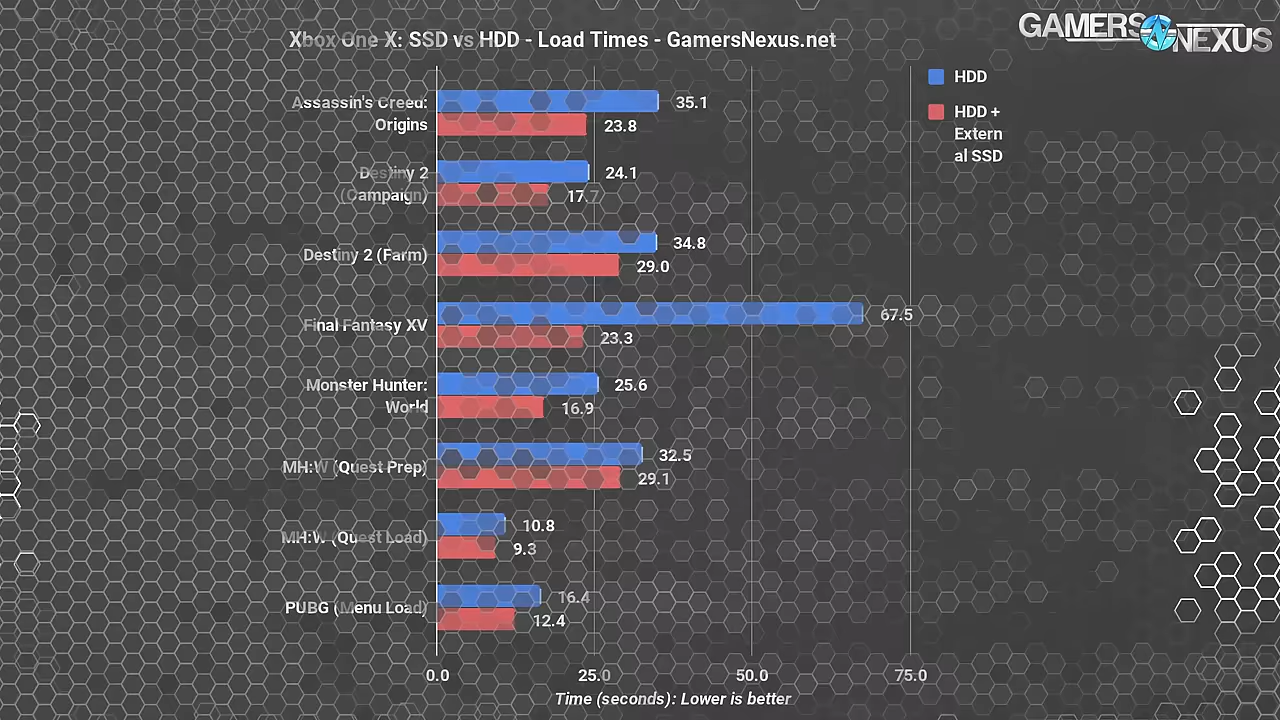 Xbox One X: SSD vs HDD - Load Times - GamersNexus.net
GAMERS NEXUS
HDD
HDD +
Extern
al SSD
Assassin's Creed:
Origins
35.1
23.8
Destiny 2
(Campaign)
24.1
17.7
Destiny 2 (Farm)
34.8
29.0
Final Fantasy XV
67.5
23.3
Monster Hunter:
World
25.6
16.9
MH:W (Quest Prep)
32.5
29.1
MH:W (Quest Load)
10.8
9.3
PUBG (Menu Load)
16.4
12.4
0.0 25.0 50.0 75.0
Time (seconds): Lower is better